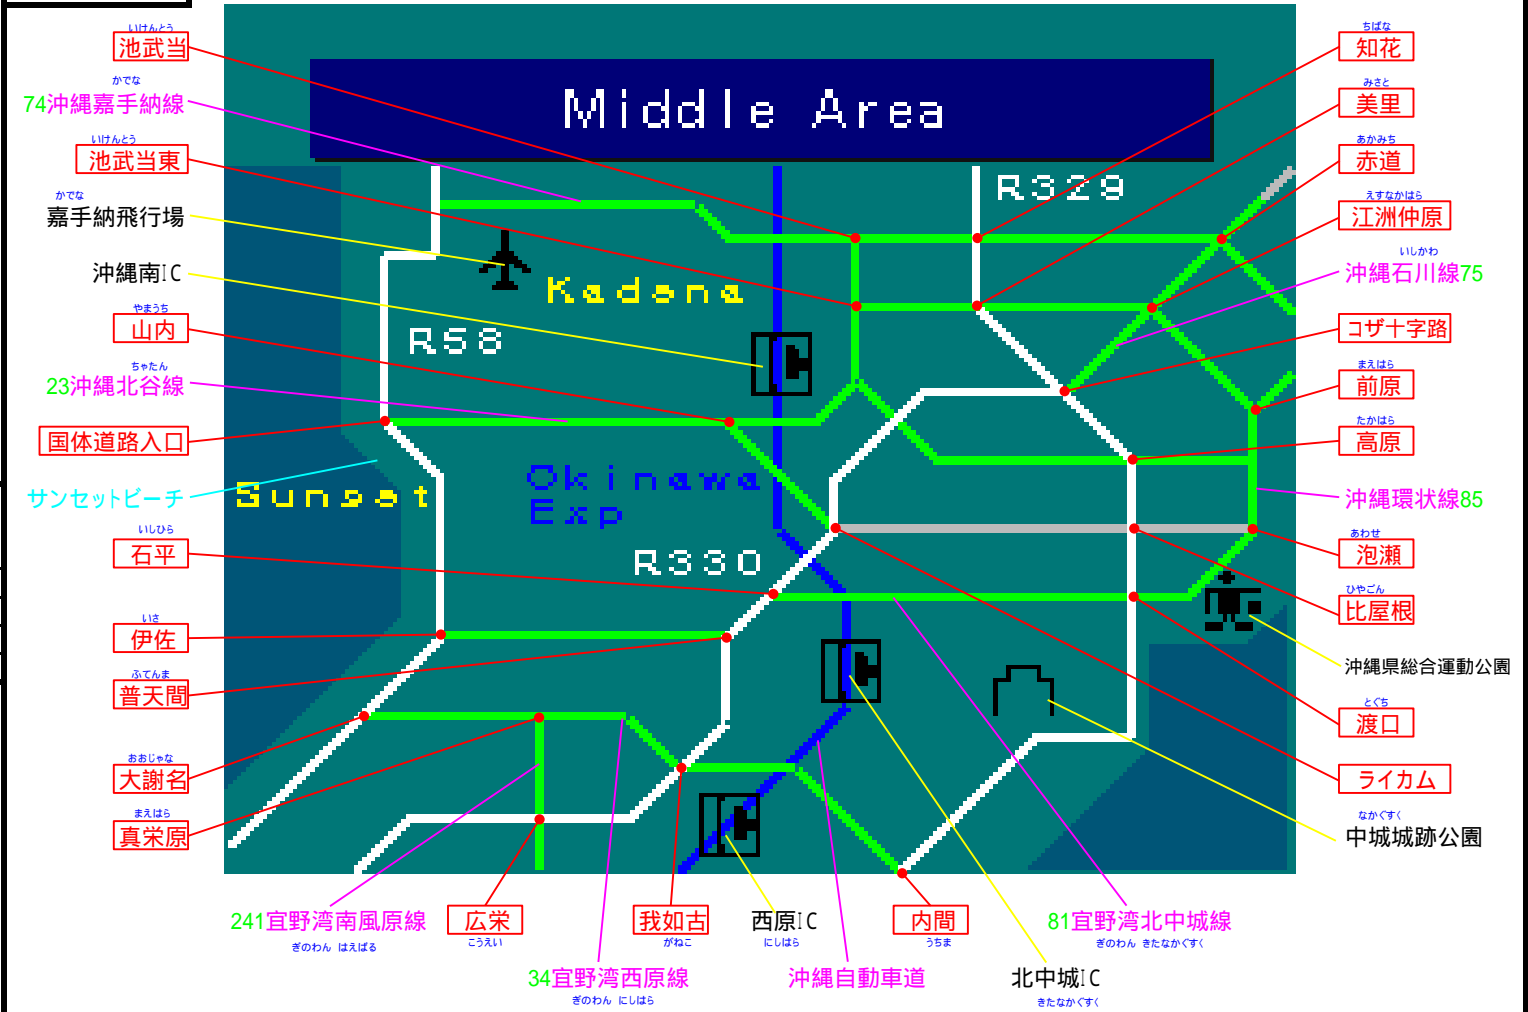 Middle Area
R329
Kadena
R58
Okinawa
Exp
Sunset
R330
いけんとう
池武当
かでな
74沖縄嘉手納線
いけんとう
池武当東
かでな
嘉手納飛行場
沖縄南IC
やまうち
山内
ちゃたん
23沖縄北谷線
国体道路入口
サンセットビーチ
いしひら
石平
いさ
伊佐
ふてんま
普天間
おおじゃな
大謝名
まえはら
真栄原
ちばな
知花
みさと
美里
あかみち
赤道
えすなかはら
江洲仲原
いしかわ
沖縄石川線75
コザ十字路
まえはら
前原
たかはら
高原
沖縄環状線85
あわせ
泡瀬
ひやごん
比屋根
沖縄県総合運動公園
とぐち
渡口
ライカム
なかぐすく
中城城跡公園
241宜野湾南風原線
ぎのわん はえばる
広栄
こうえい
我如古
がねこ
西原IC
にしはら
内間
うちま
81宜野湾北中城線
ぎのわん きたなかぐすく
34宜野湾西原線
ぎのわん にしはら
沖縄自動車道
北中城IC
きたなかぐすく